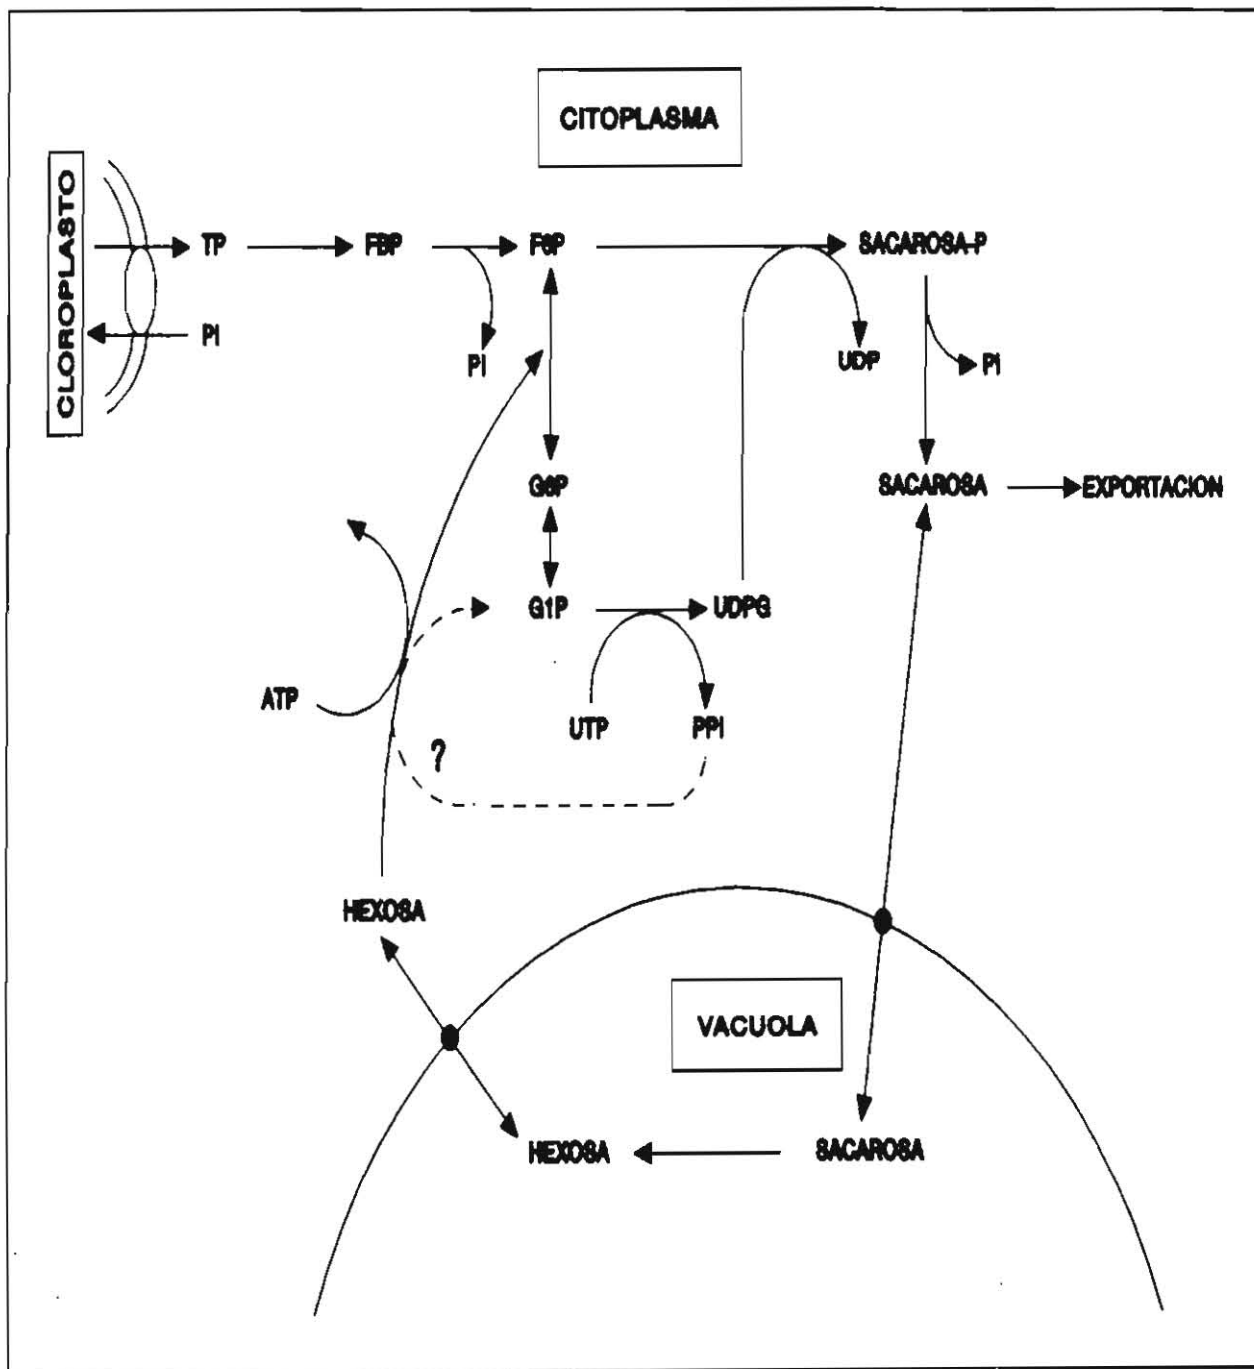 CITOPLASMA
CLOROPLASTO
TP
FBP
F6P
SACAROSA-P
PI
PI
UDP
PI
G6P
SACAROSA
EXPORTACION
G1P
UDPG
ATP
UTP
PPI
?
HEXOSA
VACUOLA
HEXOSA
SACAROSA